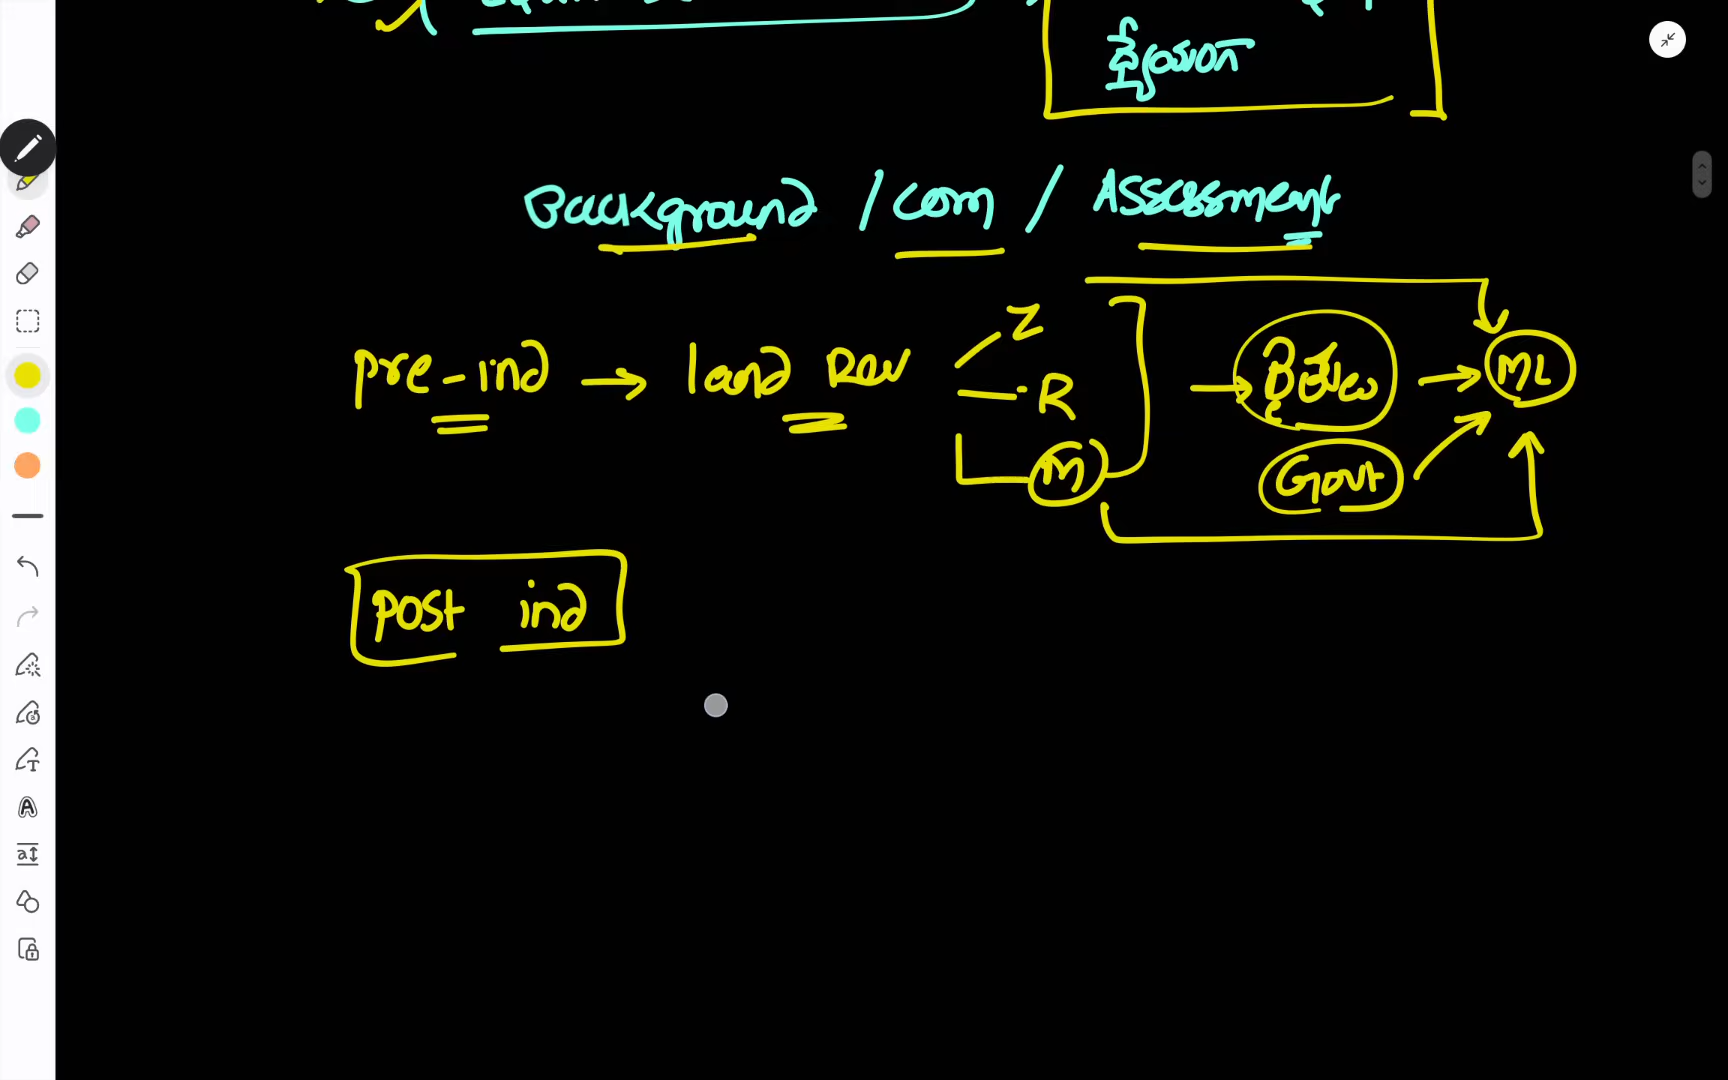 Background / Com / Assessment
pre-ind → land Rev
Z
R
M
→ ML
Govt
post ind